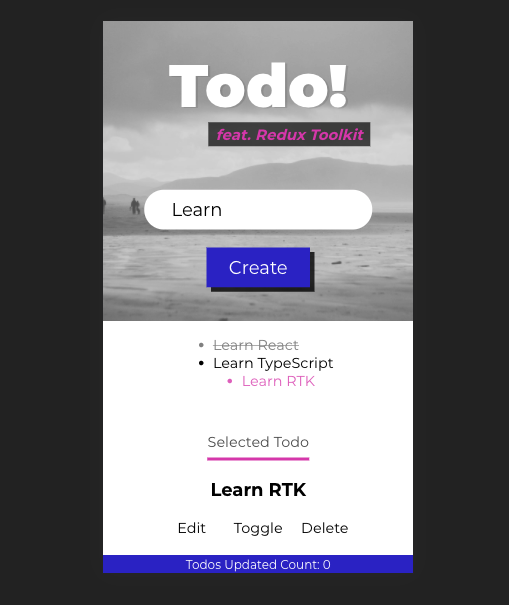 Todo!
feat. Redux Toolkit
Learn
Create
Learn React
Learn TypeScript
Learn RTK
Selected Todo
Learn RTK
Edit Toggle Delete
Todos Updated Count: 0